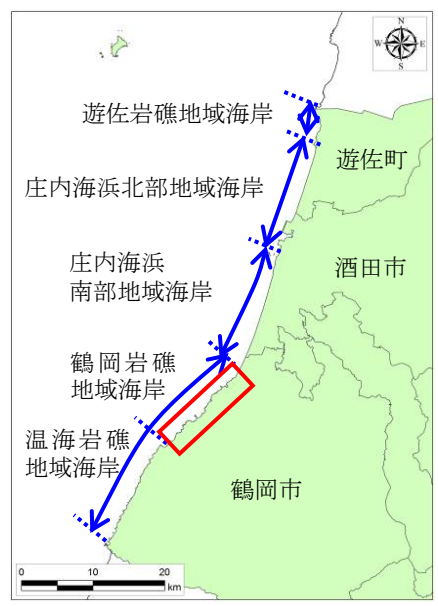 N
W E
S
遊佐岩礁地域海岸
遊佐町
庄内海浜北部地域海岸
庄内海浜
南部地域海岸
酒田市
鶴岡岩礁
地域海岸
温海岩礁
地域海岸
鶴岡市
0 10 20
km